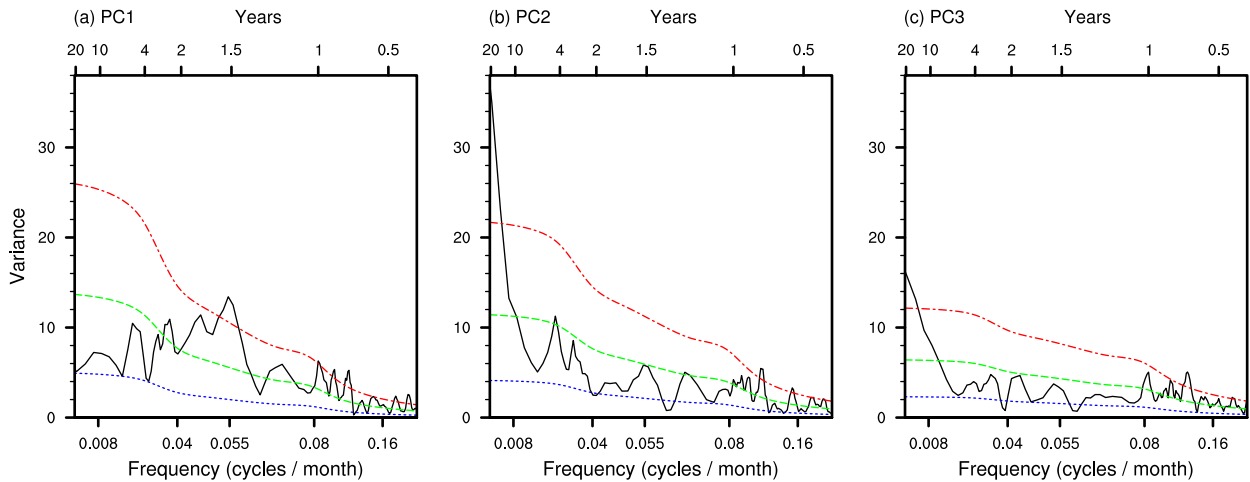 (a) PC1 Years
20 10 4 2 1.5 1 0.5
Variance
30
20
10
0
0.008 0.04 0.055 0.08 0.16
Frequency (cycles / month)
(b) PC2 Years
20 10 4 2 1.5 1 0.5
30
20
10
0
0.008 0.04 0.055 0.08 0.16
Frequency (cycles / month)
(c) PC3 Years
20 10 4 2 1.5 1 0.5
30
20
10
0
0.008 0.04 0.055 0.08 0.16
Frequency (cycles / month)